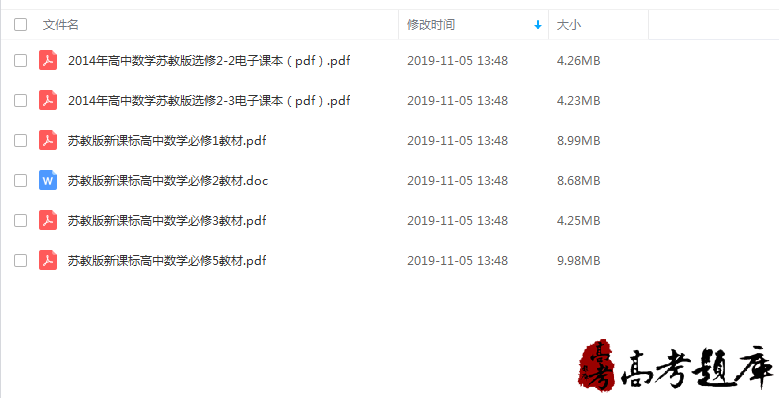 文件名 修改时间 大小
2014年高中数学苏教版选修2-2电子课本（pdf）.pdf 2019-11-05 13:48 4.26MB
2014年高中数学苏教版选修2-3电子课本（pdf）.pdf 2019-11-05 13:48 4.23MB
苏教版新课标高中数学必修1教材.pdf 2019-11-05 13:48 8.99MB
W 苏教版新课标高中数学必修2教材.doc 2019-11-05 13:48 8.68MB
苏教版新课标高中数学必修3教材.pdf 2019-11-05 13:48 4.25MB
苏教版新课标高中数学必修5教材.pdf 2019-11-05 13:48 9.98MB
高考 高考题库